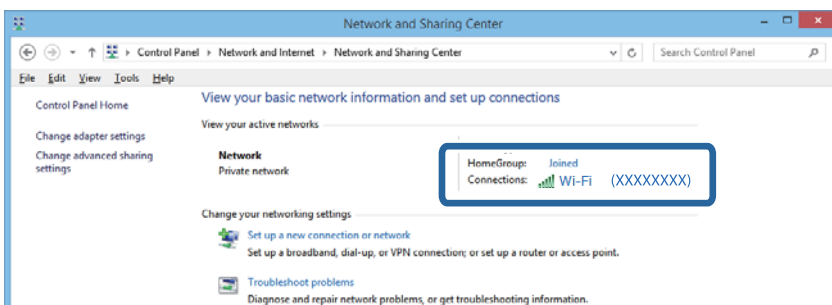 Network and Sharing Center
Control Panel ▸ Network and Internet ▸ Network and Sharing Center
Search Control Panel
File Edit View Tools Help
Control Panel Home
Change adapter settings
Change advanced sharing
settings
View your basic network information and set up connections
View your active networks
Network
Private network
HomeGroup: Joined
Connections: Wi-Fi (XXXXXXXX)
Change your networking settings
Set up a new connection or network
Set up a broadband, dial-up, or VPN connection; or set up a router or access point.
Troubleshoot problems
Diagnose and repair network problems, or get troubleshooting information.